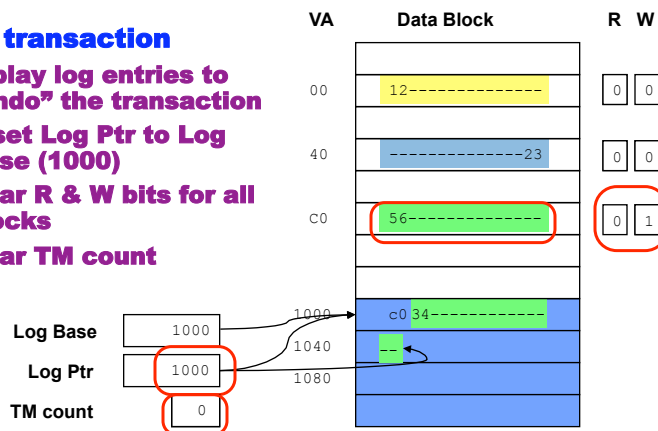 VA Data Block R W
transaction
play log entries to
ndo” the transaction
set Log Ptr to Log
se (1000)
ar R & W bits for all
ocks
ar TM count
00 12-------------- 0 0
40 --------------23 0 0
C0 56-------------- 0 1
Log Base 1000
Log Ptr 1000
TM count 0
1000 c0 34------------
1040 --
1080